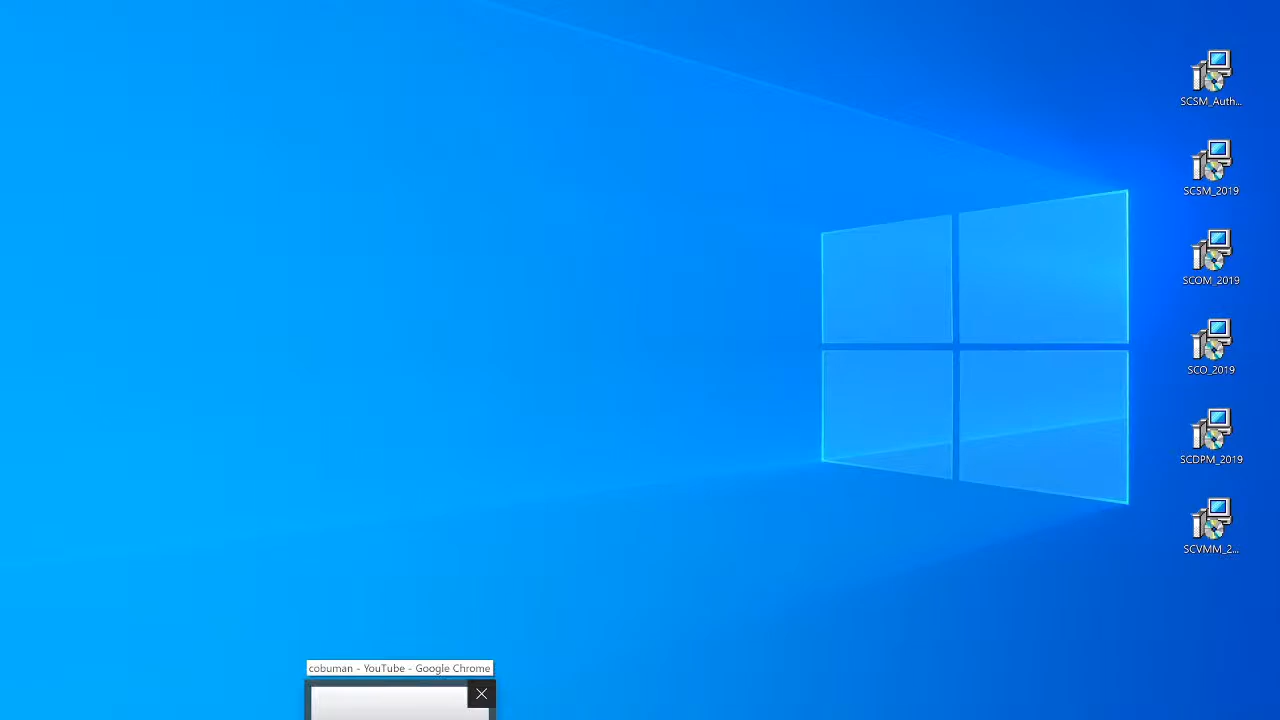 SCSM_Auth...
SCSM_2019
SCOM_2019
SCO_2019
SCDPM_2019
SCVMM_2...
cobuman - YouTube - Google Chrome